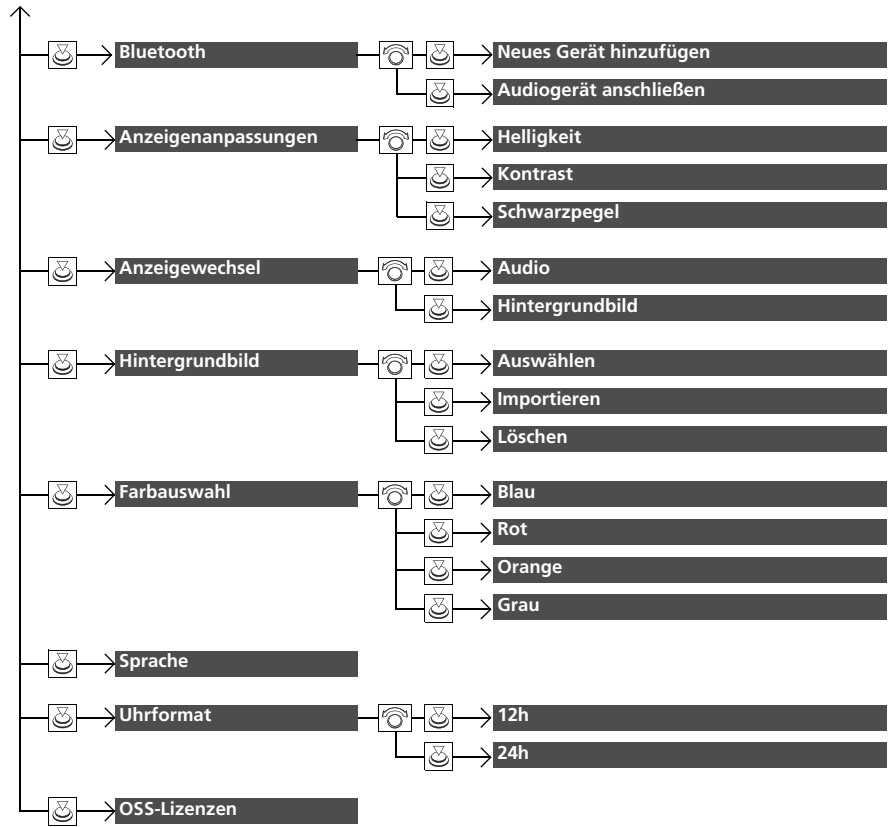 Bluetooth
Neues Gerät hinzufügen
Audiogerät anschließen
Anzeigenanpassungen
Helligkeit
Kontrast
Schwarzpegel
Anzeigewechsel
Audio
Hintergrundbild
Hintergrundbild
Auswählen
Importieren
Löschen
Farbauswahl
Blau
Rot
Orange
Grau
Sprache
Uhrformat
12h
24h
OSS-Lizenzen